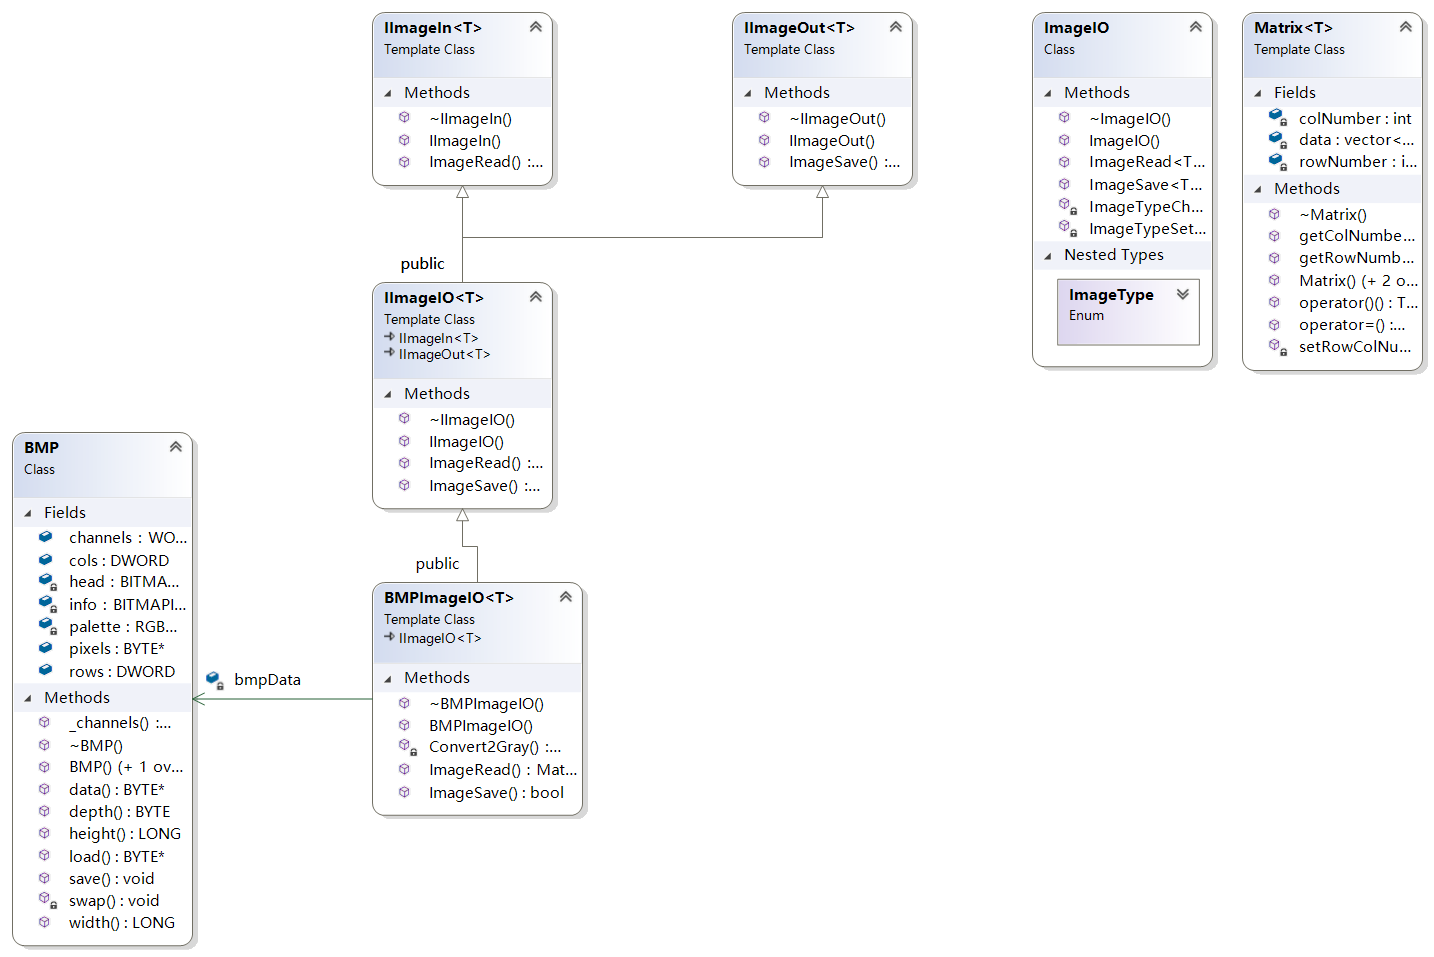 IImageIn<T>
Template Class
Methods
~IImageIn()
IImageIn()
ImageRead() :...
IImageOut<T>
Template Class
Methods
~IImageOut()
IImageOut()
ImageSave() :...
ImageIO
Class
Methods
~ImageIO()
ImageIO()
ImageRead<T...
ImageSave<T...
ImageTypeCh...
ImageTypeSet...
Nested Types
ImageType
Enum
Matrix<T>
Template Class
Fields
colNumber : int
data : vector<...
rowNumber : i...
Methods
~Matrix()
getColNumbe...
getRowNumb...
Matrix() (+ 2 o...
operator()() : T...
operator=() :...
setRowColNu...
public
IImageIO<T>
Template Class
IImageIn<T>
IImageOut<T>
Methods
~IImageIO()
IImageIO()
ImageRead() :...
ImageSave() :...
public
BMP
Class
Fields
channels : WO...
cols : DWORD
head : BITMA...
info : BITMAPI...
palette : RGB...
pixels : BYTE*
rows : DWORD
Methods
_channels() :...
~BMP()
BMP() (+ 1 ov...
data() : BYTE*
depth() : BYTE
height() : LONG
load() : BYTE*
save() : void
swap() : void
width() : LONG
bmpData
BMPImageIO<T>
Template Class
IImageIO<T>
Methods
~BMPImageIO()
BMPImageIO()
Convert2Gray() :...
ImageRead() : Mat...
ImageSave() : bool